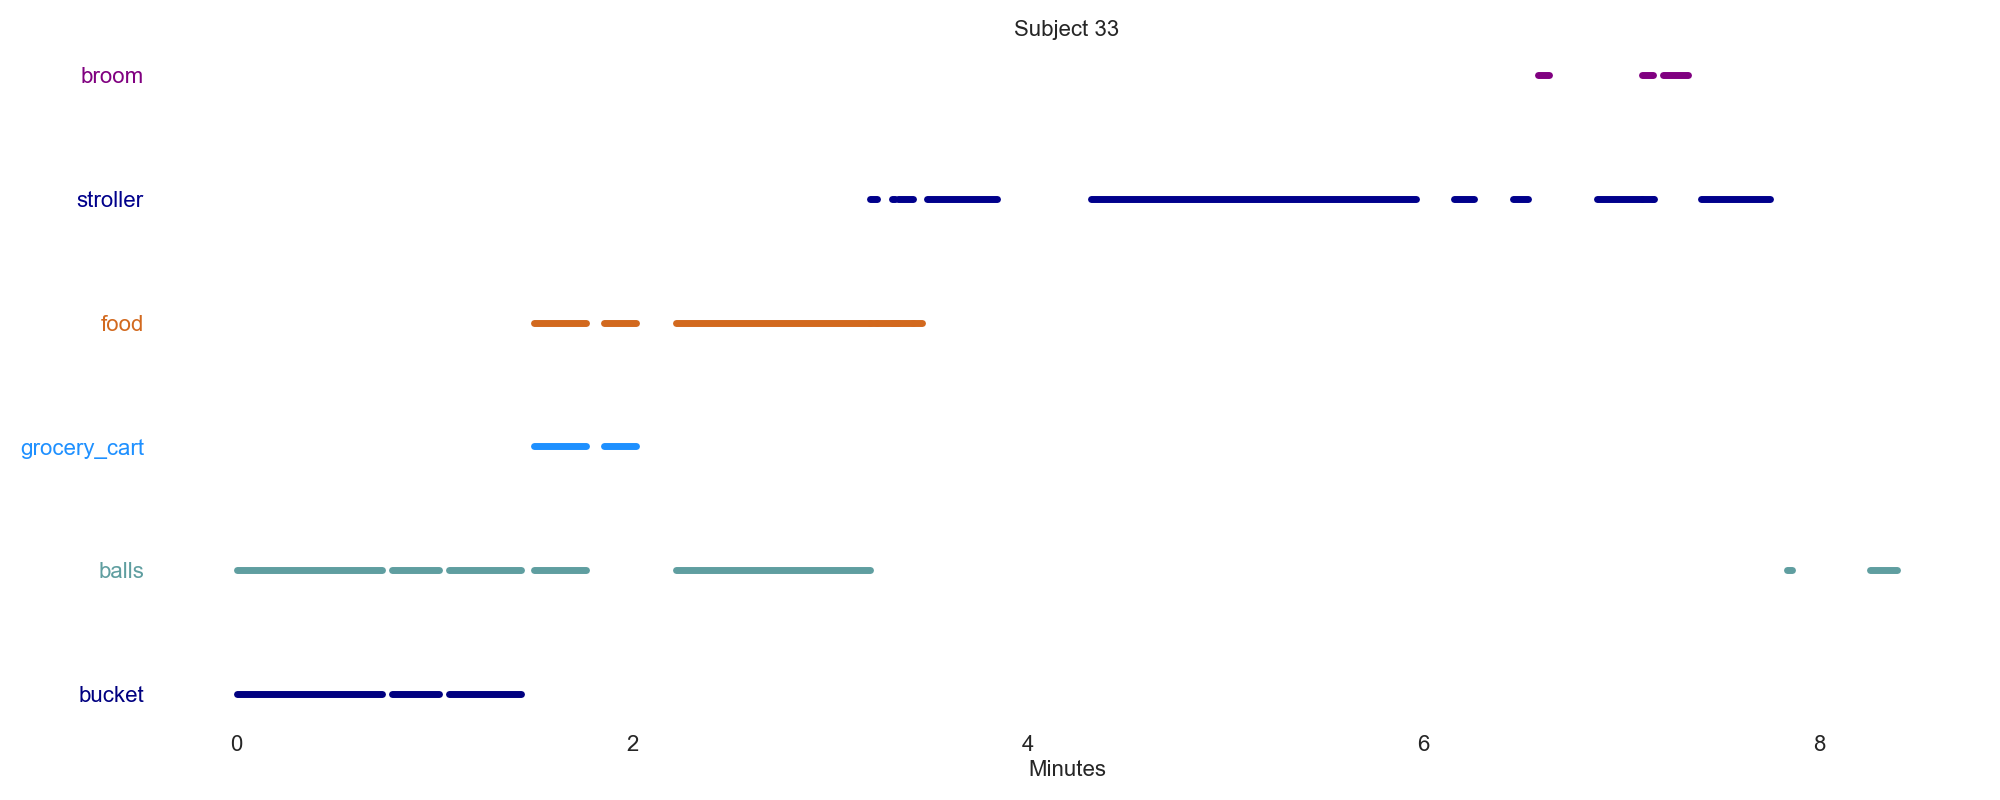 Subject 33
broom
stroller
food
grocery_cart
balls
bucket
0 2 4 6 8
Minutes